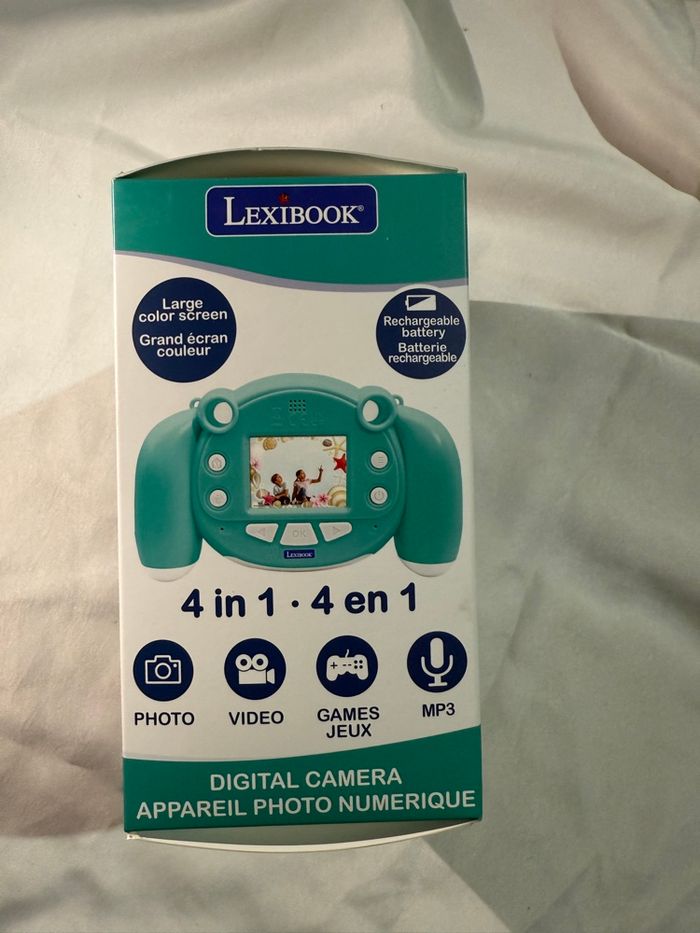 LEXIBOOK®
Large
color screen
Grand écran
couleur
Rechargeable
battery
Batterie
rechargeable
OK
LEXIBOOK
4 in 1 · 4 en 1
PHOTO
VIDEO
GAMES
JEUX
MP3
DIGITAL CAMERA
APPAREIL PHOTO NUMERIQUE